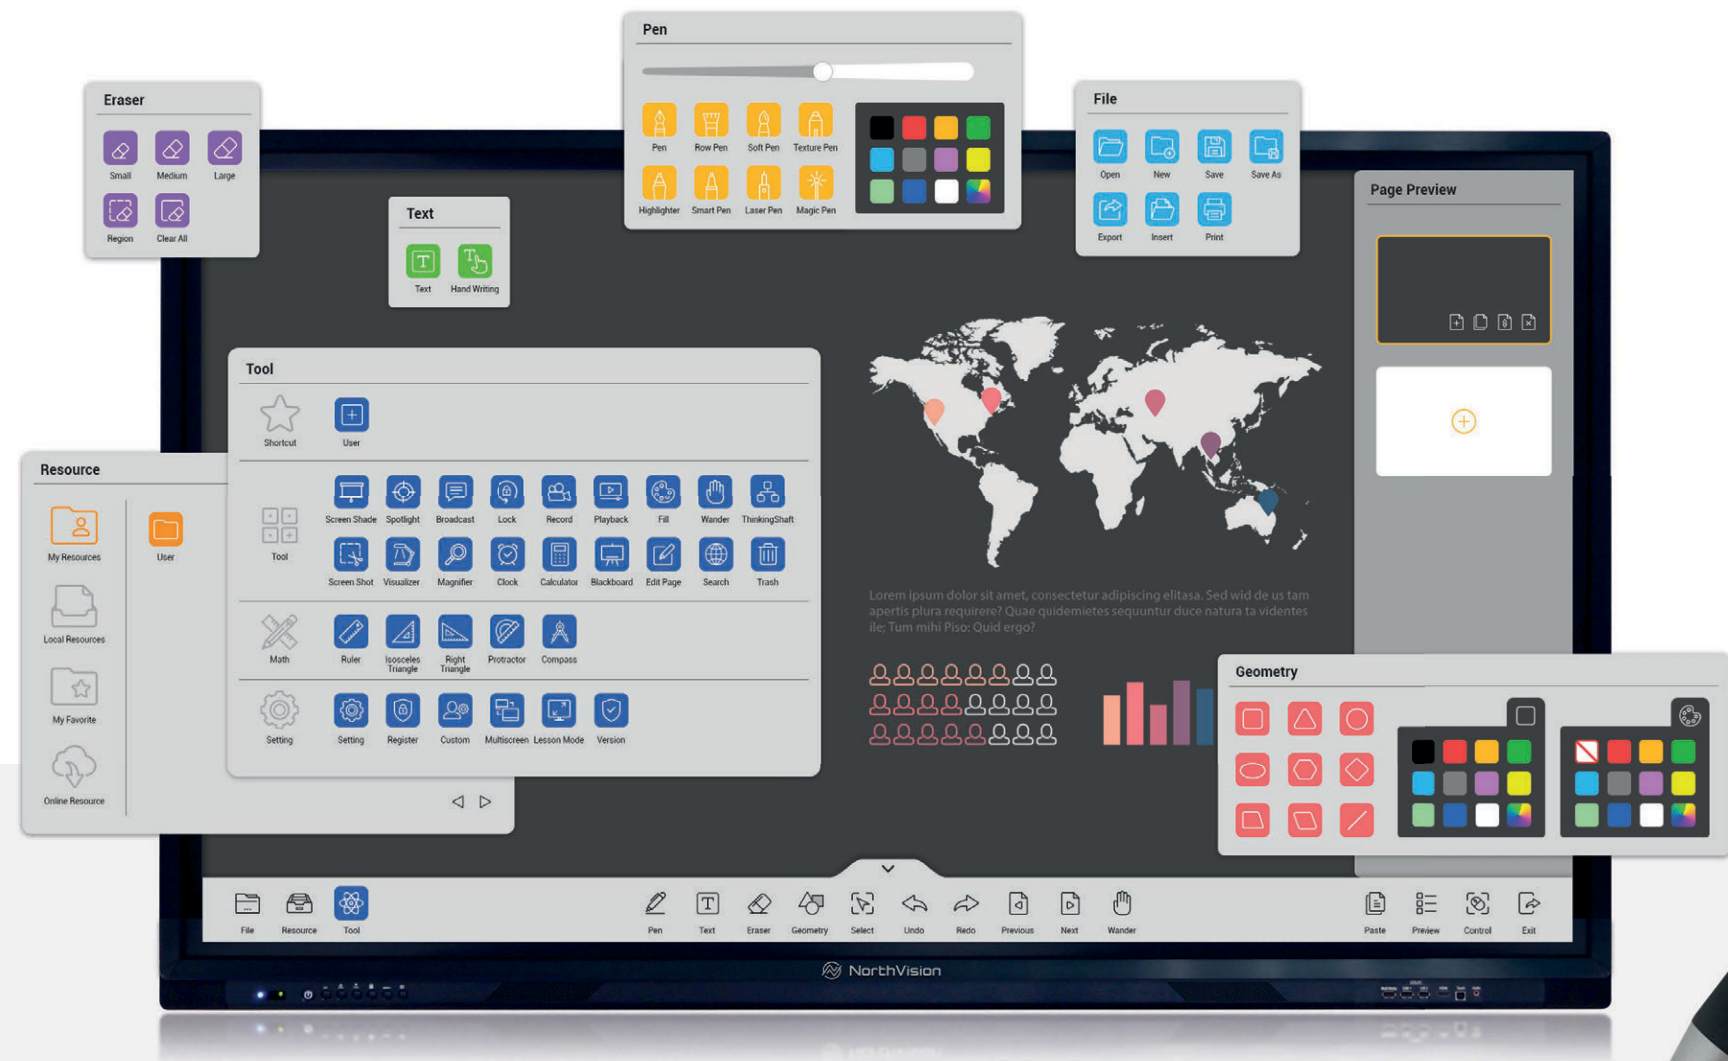 Pen
Pen
Row Pen
Soft Pen
Texture Pen
Highlighter
Smart Pen
Laser Pen
Magic Pen
Eraser
Small
Medium
Large
Region
Clear All
Text
Text
Hand Writing
File
Open
New
Save
Save As
Export
Insert
Print
Page Preview
Tool
Shortcut
User
Tool
Screen Shade
Spotlight
Broadcast
Lock
Record
Playback
Fill
Wander
ThinkingShaft
Screen Shot
Visualizer
Magnifier
Clock
Calculator
Blackboard
Edit Page
Search
Trash
Math
Ruler
Isosceles
Triangle
Right
Triangle
Protractor
Compass
Setting
Setting
Register
Custom
Multiscreen
Lesson Mode
Version
Resource
My Resources
User
Local Resources
My Favorite
Online Resource
Lorem ipsum dolor sit amet, consectetur adipiscing elitasa. Sed wid de us tam
apertis plura requirere? Quae quidemietes sequuntur duce natura ta videntes
ile; Tum mihi Piso: Quid ergo?
Geometry
File
Resource
Tool
Pen
Text
Eraser
Geometry
Select
Undo
Redo
Previous
Next
Wander
Paste
Preview
Control
Exit
NorthVision